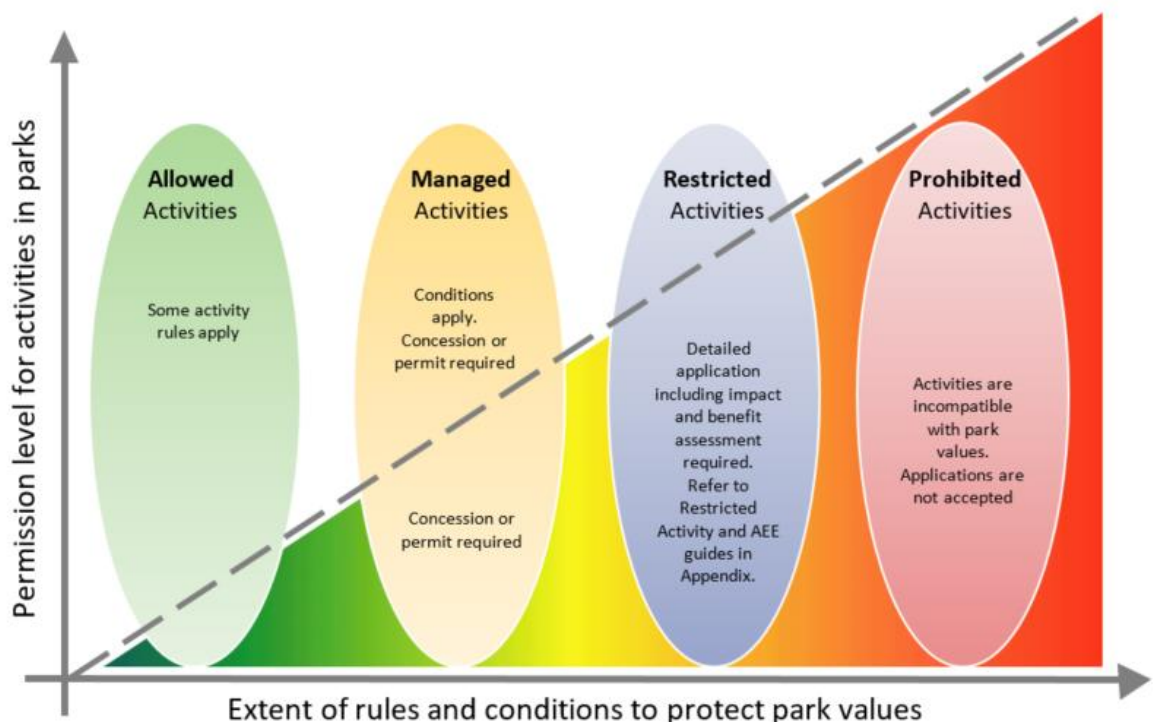 Permission level for activities in parks
Allowed
Activities
Some activity
rules apply
Managed
Activities
Conditions
apply.
Concession or
permit required
Concession or
permit required
Restricted
Activities
Detailed
application
including impact
and benefit
assessment
required.
Refer to
Restricted
Activity and AEE
guides in
Appendix.
Prohibited
Activities
Activities are
incompatible
with park
values.
Applications are
not accepted
Extent of rules and conditions to protect park values